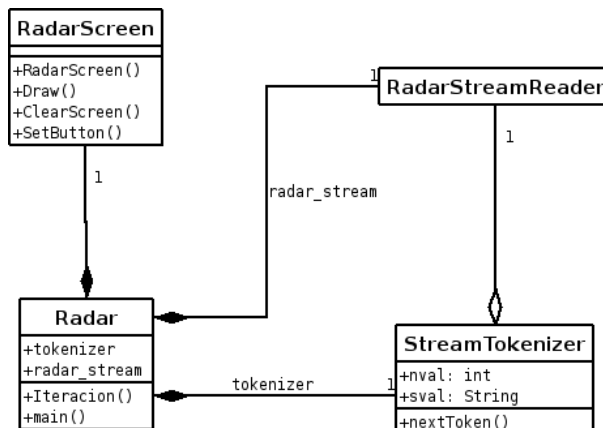 RadarScreen
+RadarScreen()
+Draw()
+ClearScreen()
+SetButton()
1
RadarStreamReader
1
1
radar_stream
Radar
+tokenizer
+radar_stream
+Iteracion()
+main()
tokenizer
1
StreamTokenizer
+nval: int
+sval: String
+nextToken()